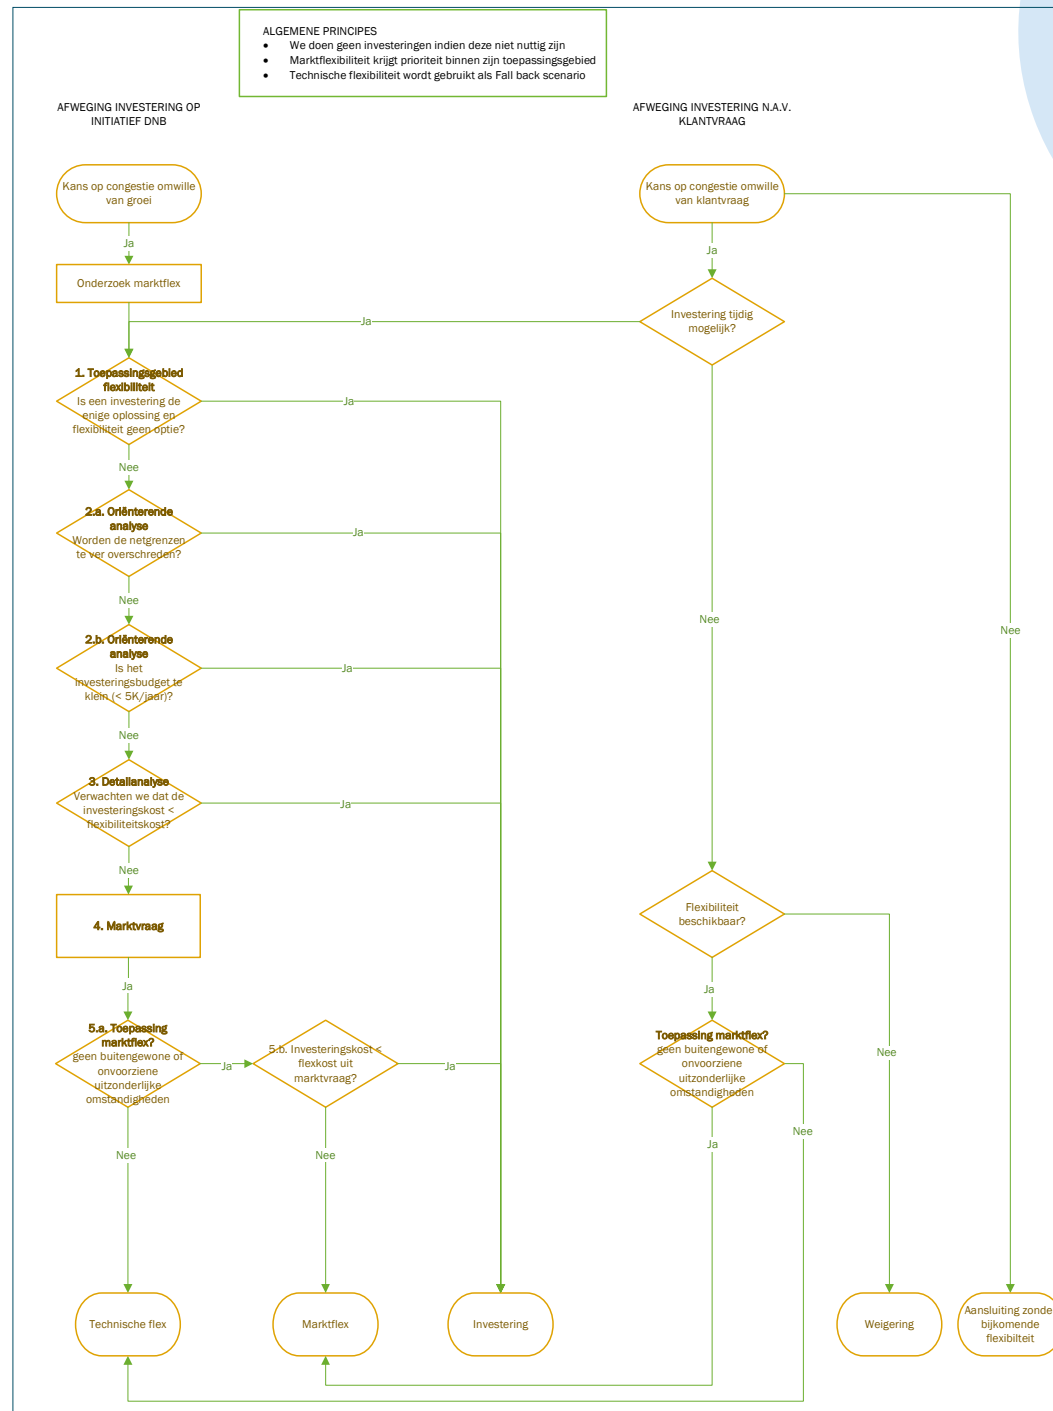 ALGEMENE PRINCIPES
• We doen geen investeringen indien deze niet nuttig zijn
• Marktflexibiliteit krijgt prioriteit binnen zijn toepassingsgebied
• Technische flexibiliteit wordt gebruikt als Fall back scenario
AFWEGING INVESTERING OP
INITIATIEF DNB
AFWEGING INVESTERING N.A.V.
KLANTVRAAG
Kans op congestie omwille
van groei
Kans op congestie omwille
van klantvraag
Ja
Ja
Onderzoek marktflex
Investering tijdig
mogelijk?
Ja
1. Toepassingsgebied
flexibiliteit
Is een investering de
enige oplossing en
flexibiliteit geen optie?
Ja
Nee
2.a. Oriënterende
analyse
Worden de netgrenzen
te ver overschreden?
Ja
Nee
Nee
Nee
2.b. Oriënterende
analyse
Is het
investeringsbudget te
klein (< 5K/jaar)?
Ja
Nee
3. Detailanalyse
Verwachten we dat de
investeringskost <
flexibiliteitskost?
Ja
Nee
4. Marktvraag
Flexibiliteit
beschikbaar?
Ja
Ja
5.a. Toepassing
marktflex?
geen buitengewone of
onvoorziene
uitzonderlijke
omstandigheden
Ja
5.b. Investeringskost <
flexkost uit
marktvraag?
Ja
Toepassing marktflex?
geen buitengewone of
onvoorziene
uitzonderlijke
omstandigheden
Nee
Nee
Ja
Nee
Nee
Technische flex
Marktflex
Investering
Weigering
Aansluiting zonde
bijkomende
flexibilteit